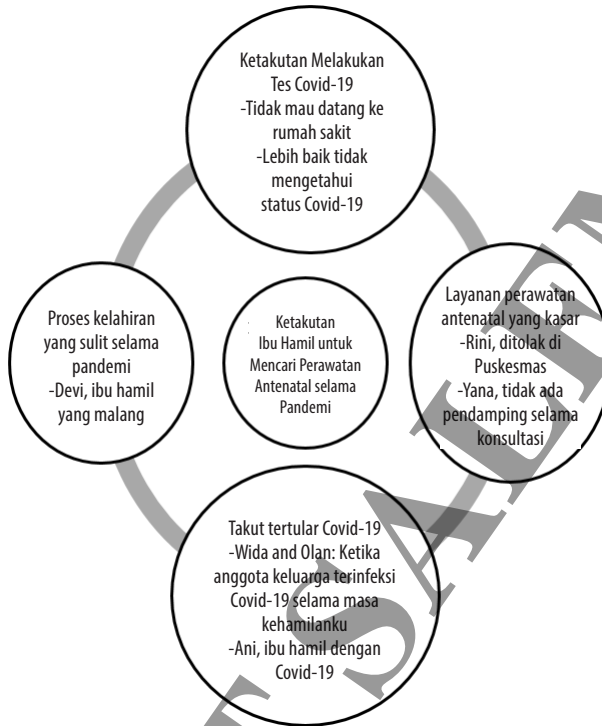 Ketakutan Melakukan
Tes Covid-19
-Tidak mau datang ke
rumah sakit
-Lebih baik tidak
mengetahui
status Covid-19
Proses kelahiran
yang sulit selama
pandemi
-Devi, ibu hamil
yang malang
Ketakutan
Ibu Hamil untuk
Mencari Perawatan
Antenatal selama
Pandemi
Layanan perawatan
antenatal yang kasar
-Rini, ditolak di
Puskesmas
-Yana, tidak ada
pendamping selama
konsultasi
Takut tertular Covid-19
-Wida and Olan: Ketika
anggota keluarga terinfeksi
Covid-19 selama masa
kehamilanku
-Ani, ibu hamil dengan
Covid-19